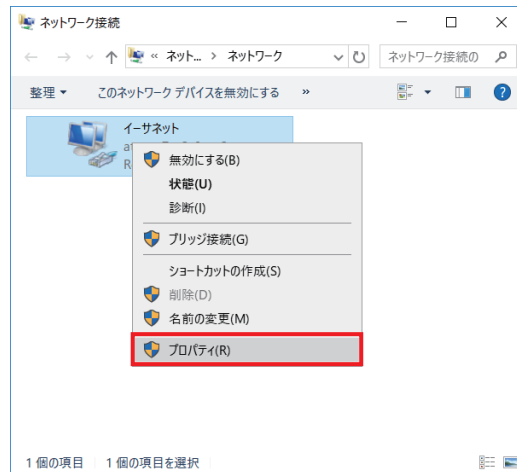 ネットワーク接続
« ネット... › ネットワーク
ネットワーク接続の
整理
このネットワーク デバイスを無効にする »
イーサネット
無効にする(B)
状態(U)
診断(I)
ブリッジ接続(G)
ショートカットの作成(S)
削除(D)
名前の変更(M)
プロパティ(R)
1 個の項目 1 個の項目を選択